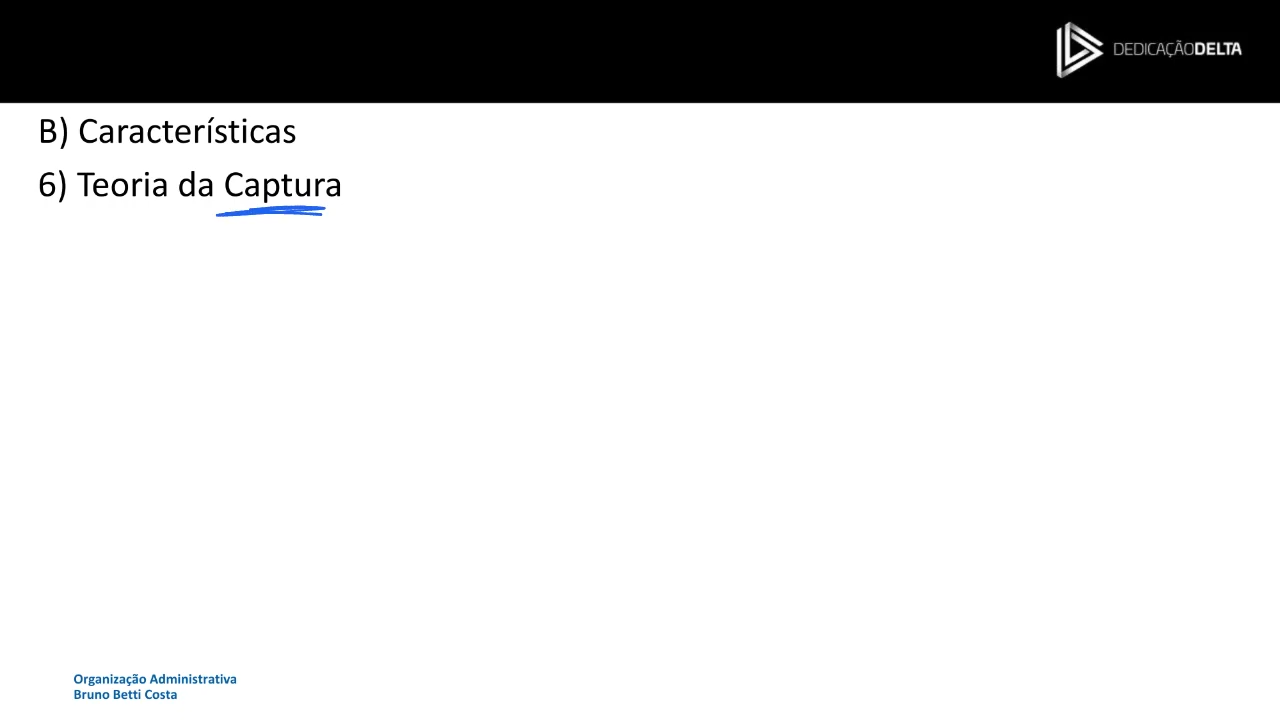 DEDICAÇÃODELTA
B) Características
6) Teoria da Captura
Organização Administrativa
Bruno Betti Costa